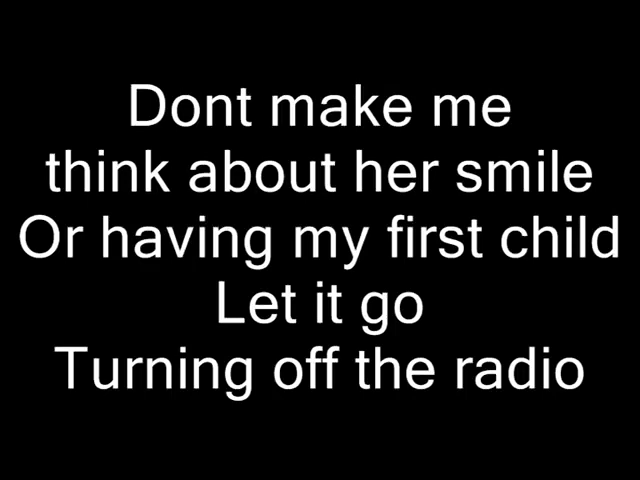 Dont make me
think about her smile
Or having my first child
Let it go
Turning off the radio